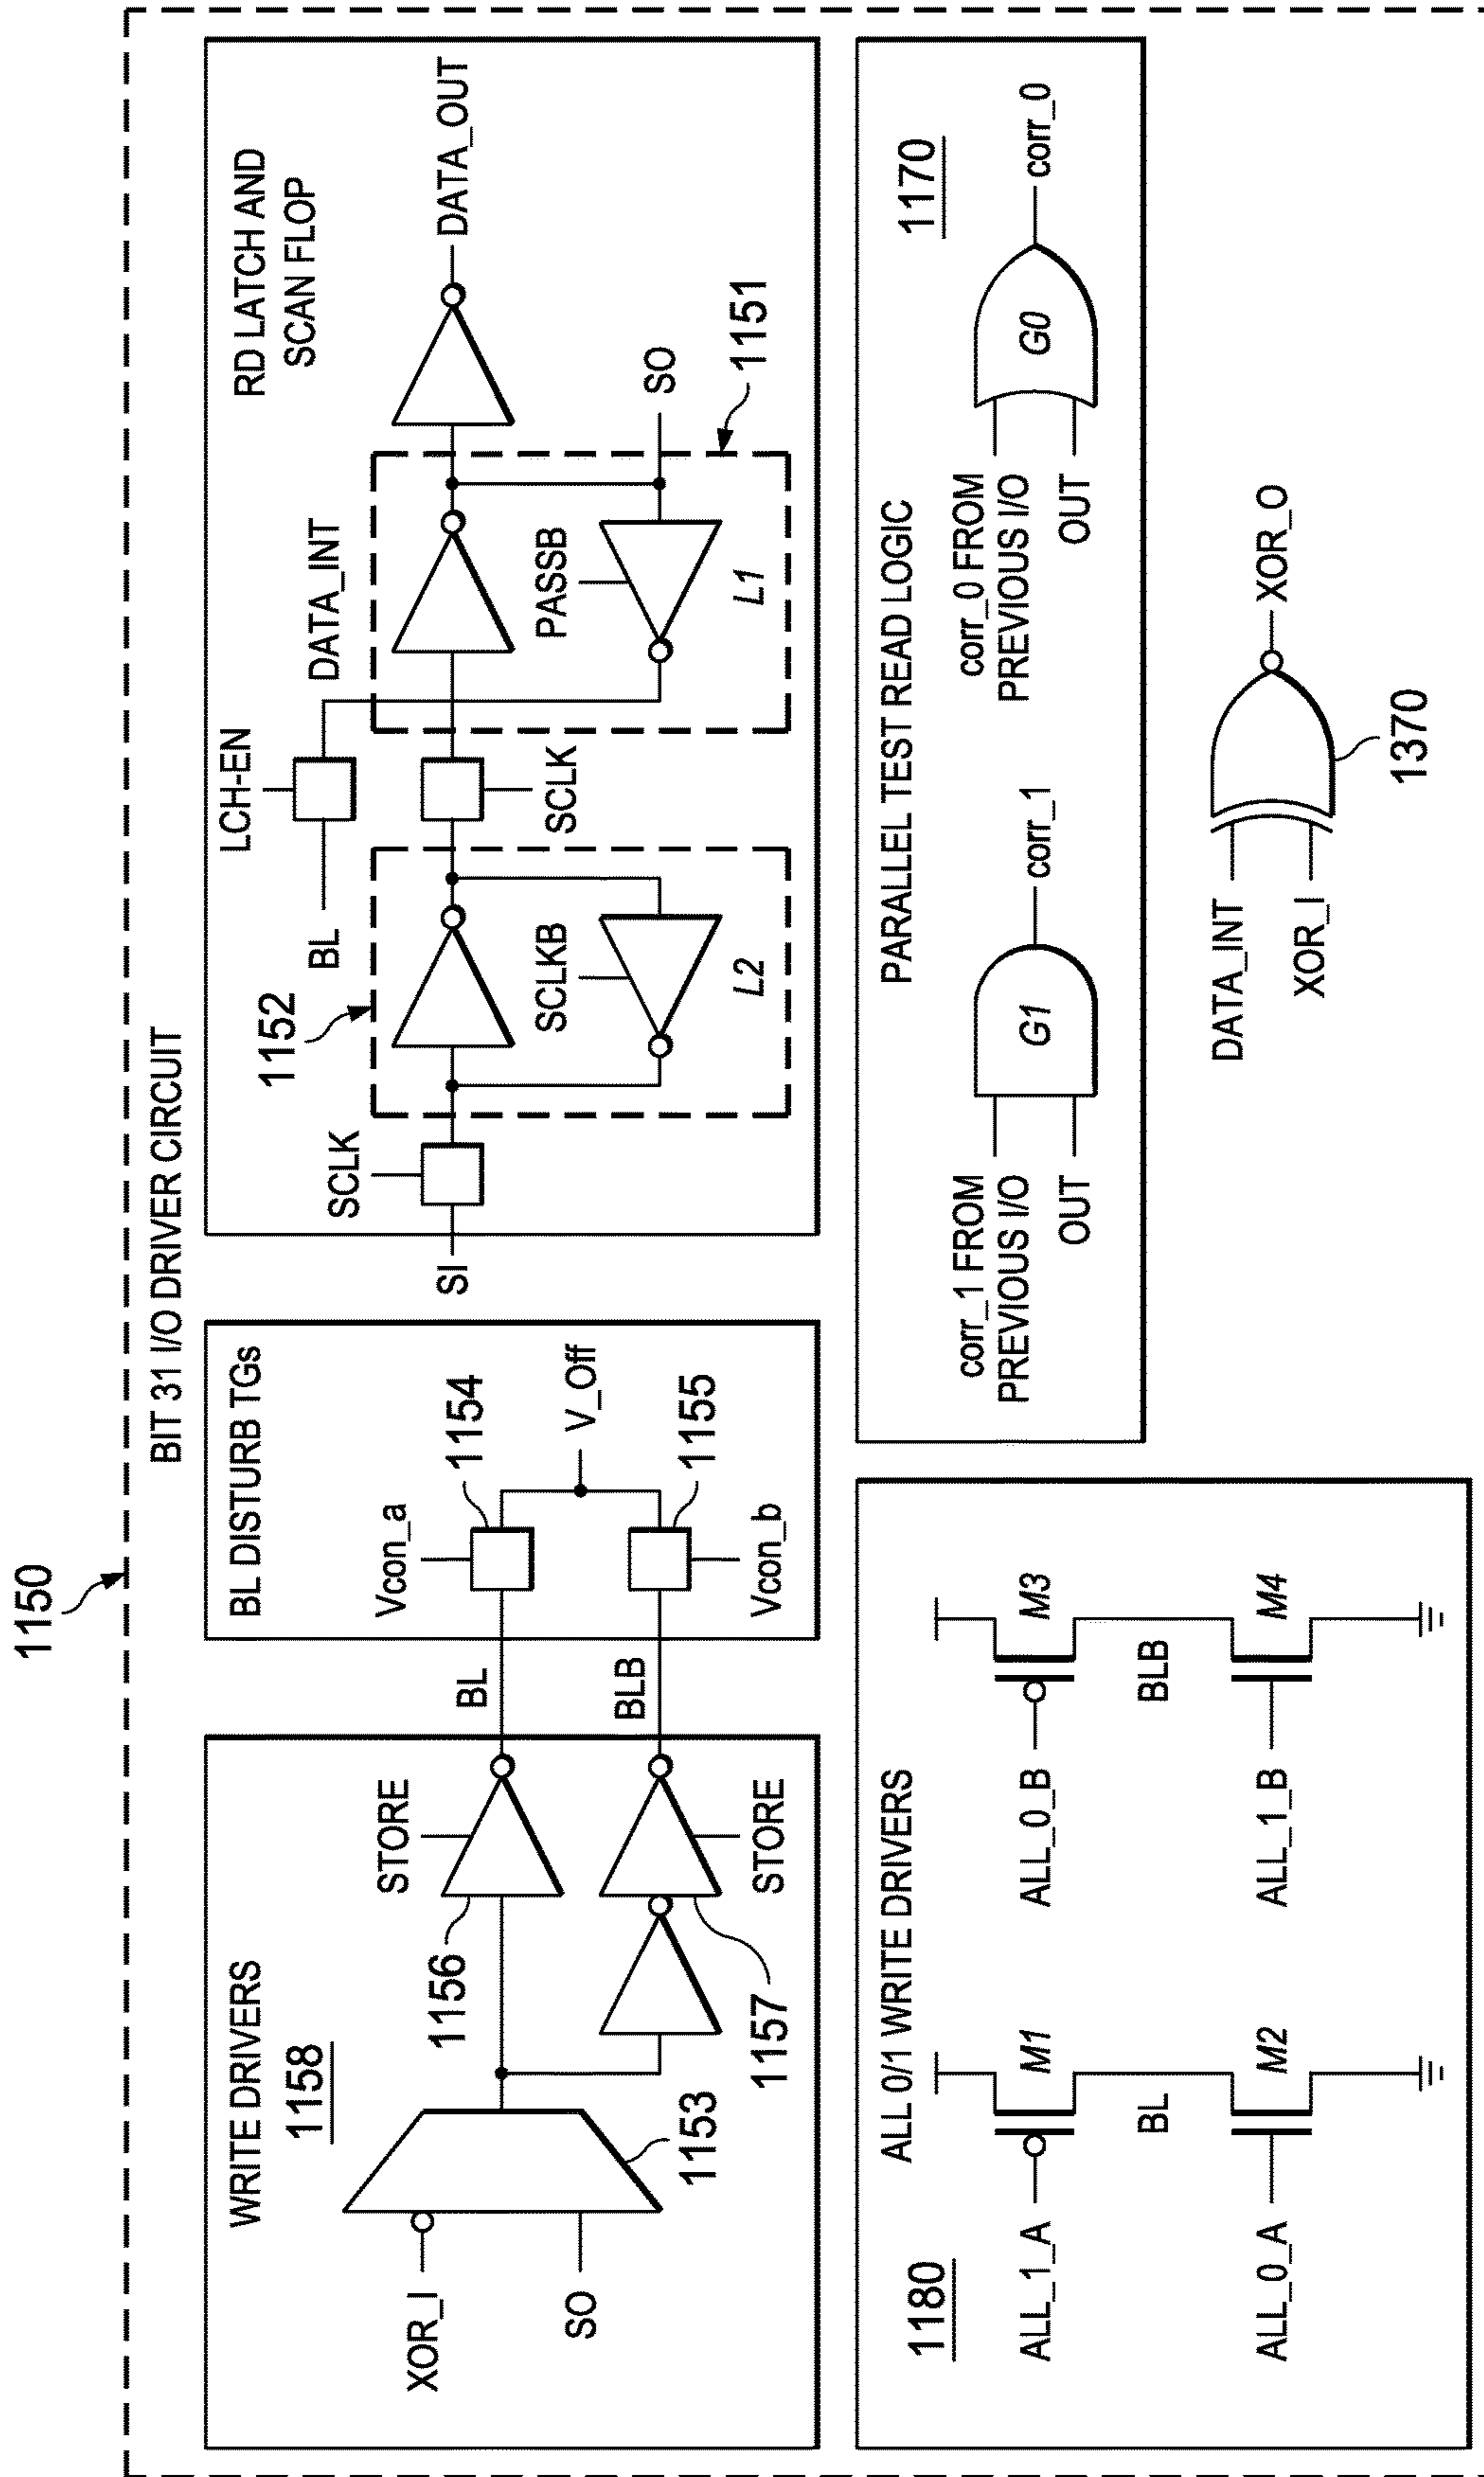 1150
BIT 31 I/O DRIVER CIRCUIT
WRITE DRIVERS
1158
XOR_I
SO
1153
1156
STORE
1157
STORE
BL
BLB
BL DISTURB TGs
Vcon_a
1154
V_Off
1155
Vcon_b
RD LATCH AND
SCAN FLOP
SI
SCLK
1152
SCLKB
L2
BL
LCH-EN
SCLK
DATA_INT
PASSB
L1
SO
1151
DATA_OUT
ALL 0/1 WRITE DRIVERS
1180
ALL_1_A
M1
BL
ALL_0_A
M2
ALL_0_B
M3
BLB
ALL_1_B
M4
PARALLEL TEST READ LOGIC
1170
corr_1 FROM
PREVIOUS I/O
OUT
G1
corr_1
corr_0 FROM
PREVIOUS I/O
OUT
G0
corr_0
DATA_INT
XOR_I
XOR_O
1370